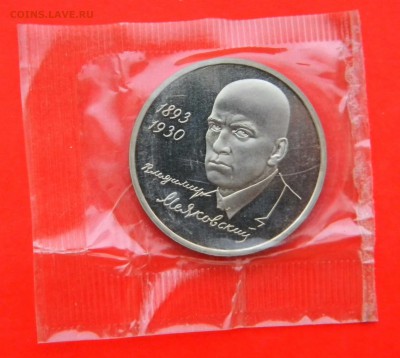 COINS.LAVE.RU
1893
1930
Владимир
Маяковский